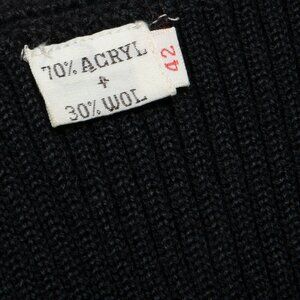 70% ACRYL
+
30% WOL
42